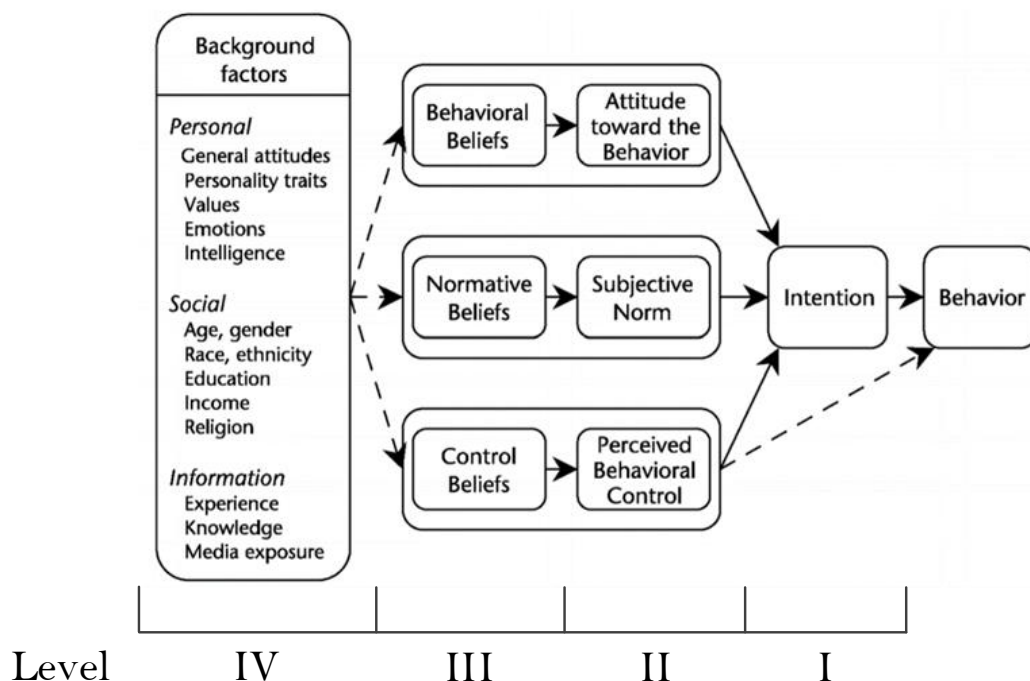 Background
factors
Personal
General attitudes
Personality traits
Values
Emotions
Intelligence
Social
Age, gender
Race, ethnicity
Education
Income
Religion
Information
Experience
Knowledge
Media exposure
Behavioral
Beliefs
Attitude
toward the
Behavior
Normative
Beliefs
Subjective
Norm
Control
Beliefs
Perceived
Behavioral
Control
Intention
Behavior
Level IV III II I